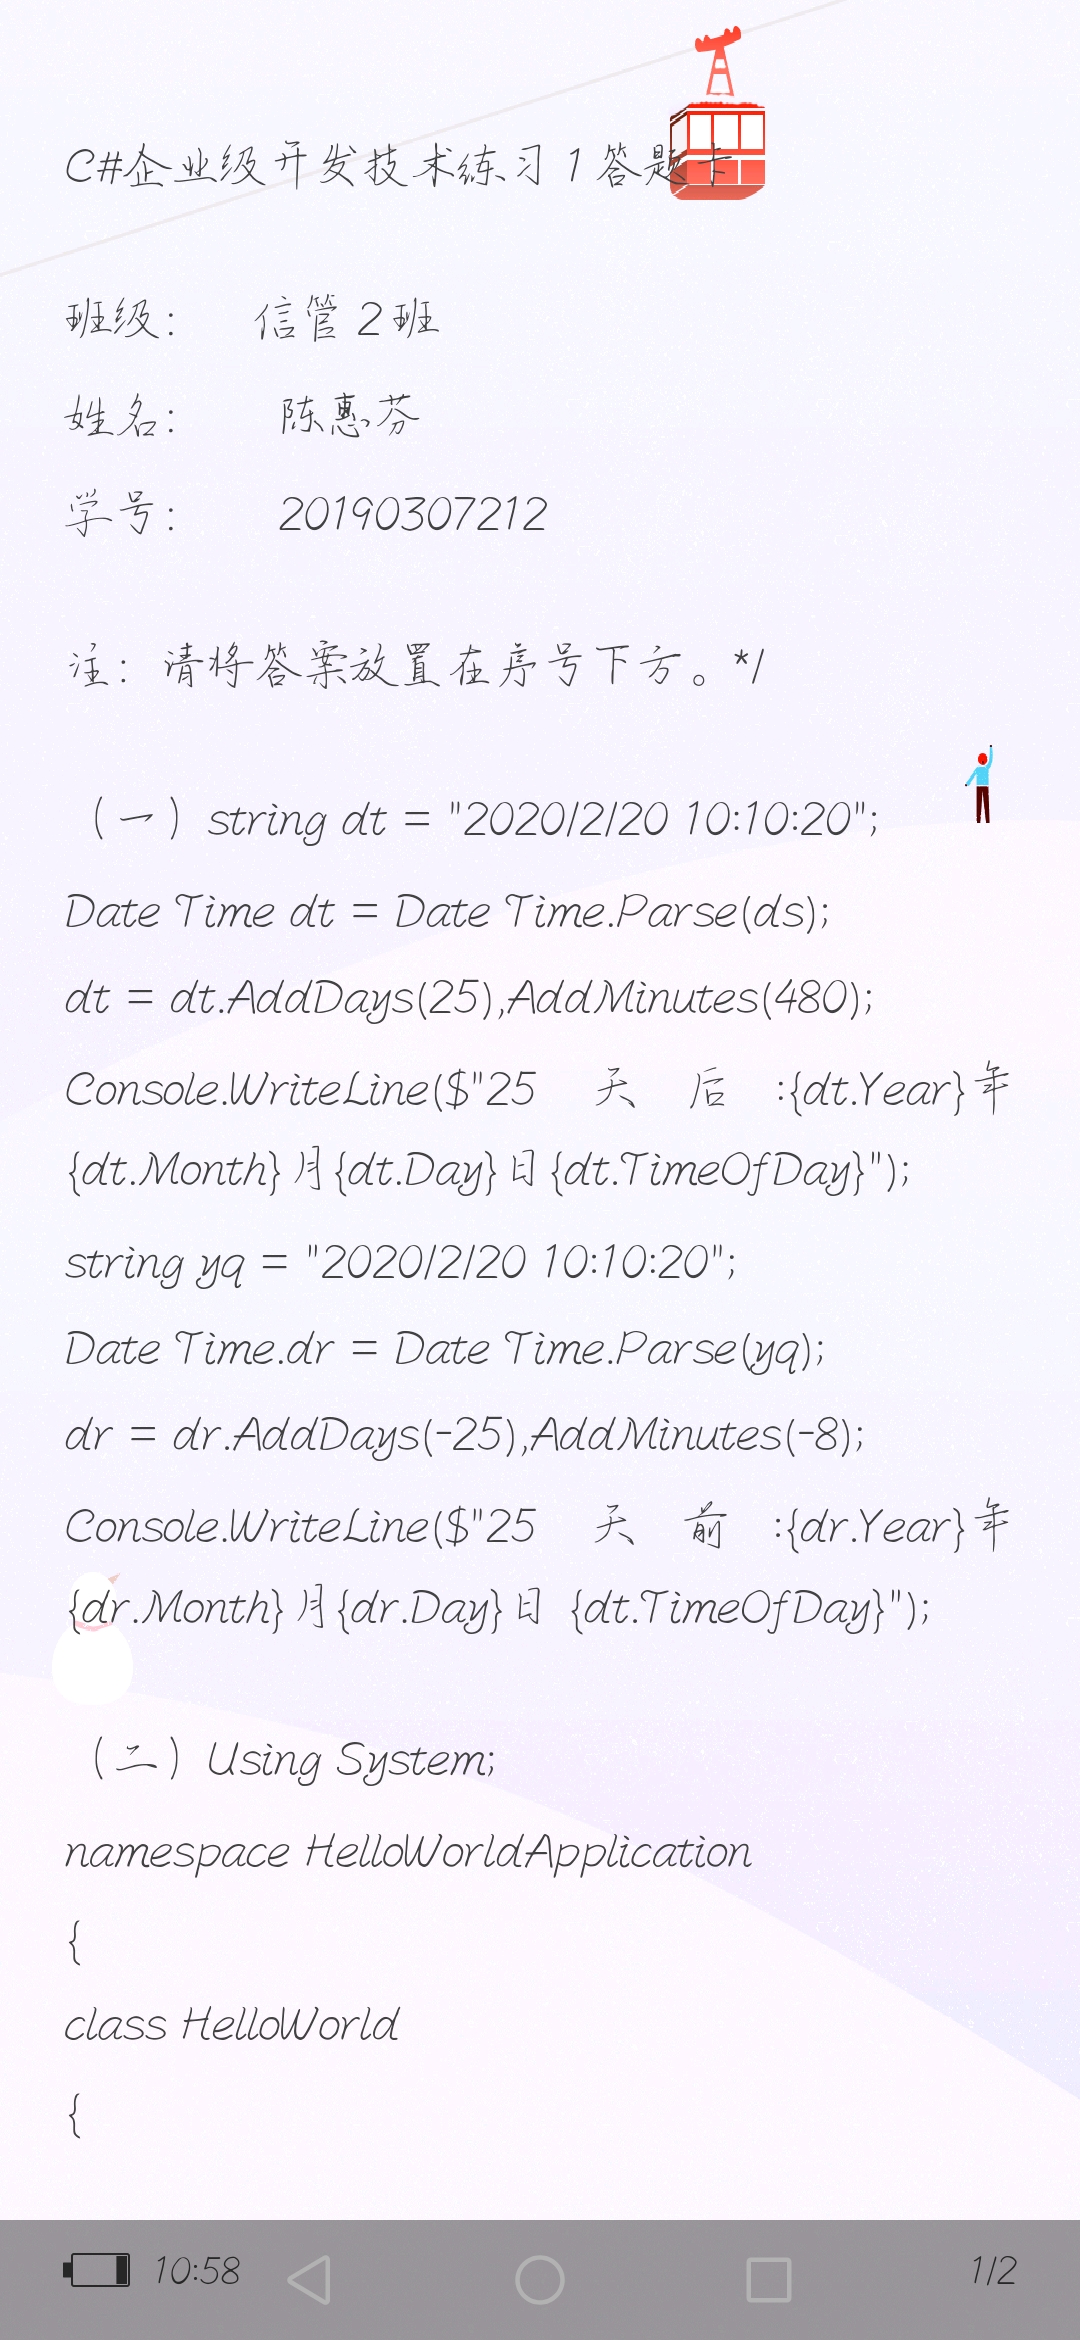 C#企业级开发技术练习 1 答题卡
班级： 信管 2 班
姓名： 陈惠芬
学号： 20190307212
注：请将答案放置在序号下方。*/
（一）string dt = "2020/2/20 10:10:20";
Date Time dt = Date Time.Parse(ds);
dt = dt.AddDays(25),AddMinutes(480);
Console.WriteLine($"25 天 后 :{dt.Year}年
{dt.Month}月{dt.Day}日{dt.TimeOfDay}");
string yq = "2020/2/20 10:10:20";
Date Time.dr = Date Time.Parse(yq);
dr = dr.AddDays(-25),AddMinutes(-8);
Console.WriteLine($"25 天 前 :{dr.Year}年
{dr.Month}月{dr.Day}日 {dt.TimeOfDay}");
（二）Using System;
namespace HelloWorldApplication
{
class HelloWorld
{
10:58 1/2